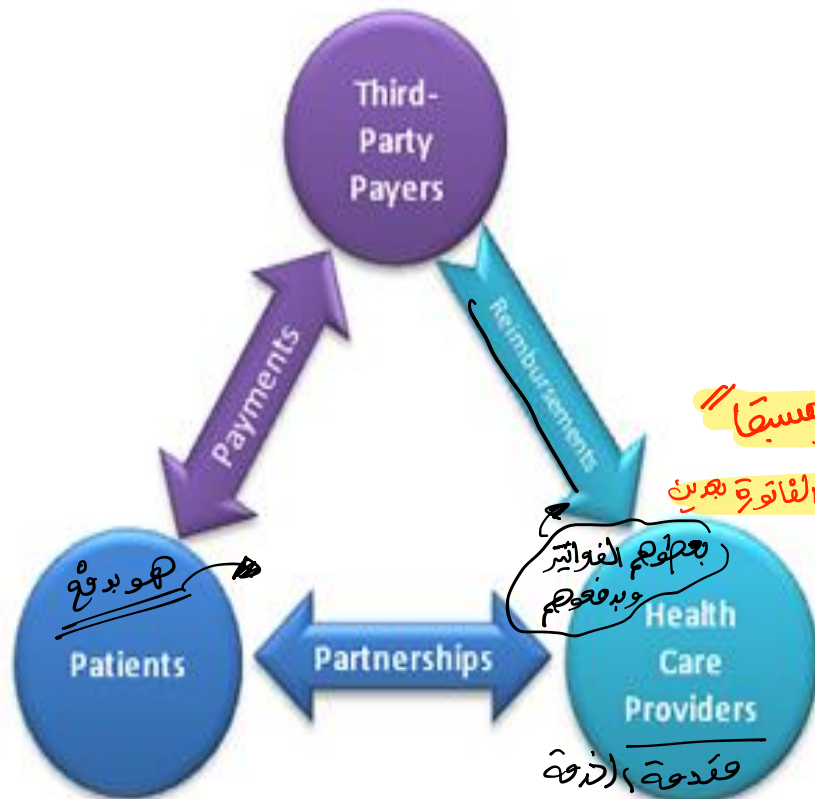 Third-
Party
Payers
Payments
Reimbursements
مسبقا
الفاتورة بعدين
هو بدفع
بعطوهم الفواتير
وبدفعوهم
Patients
Partnerships
Health
Care
Providers
مقدمة الخدمة